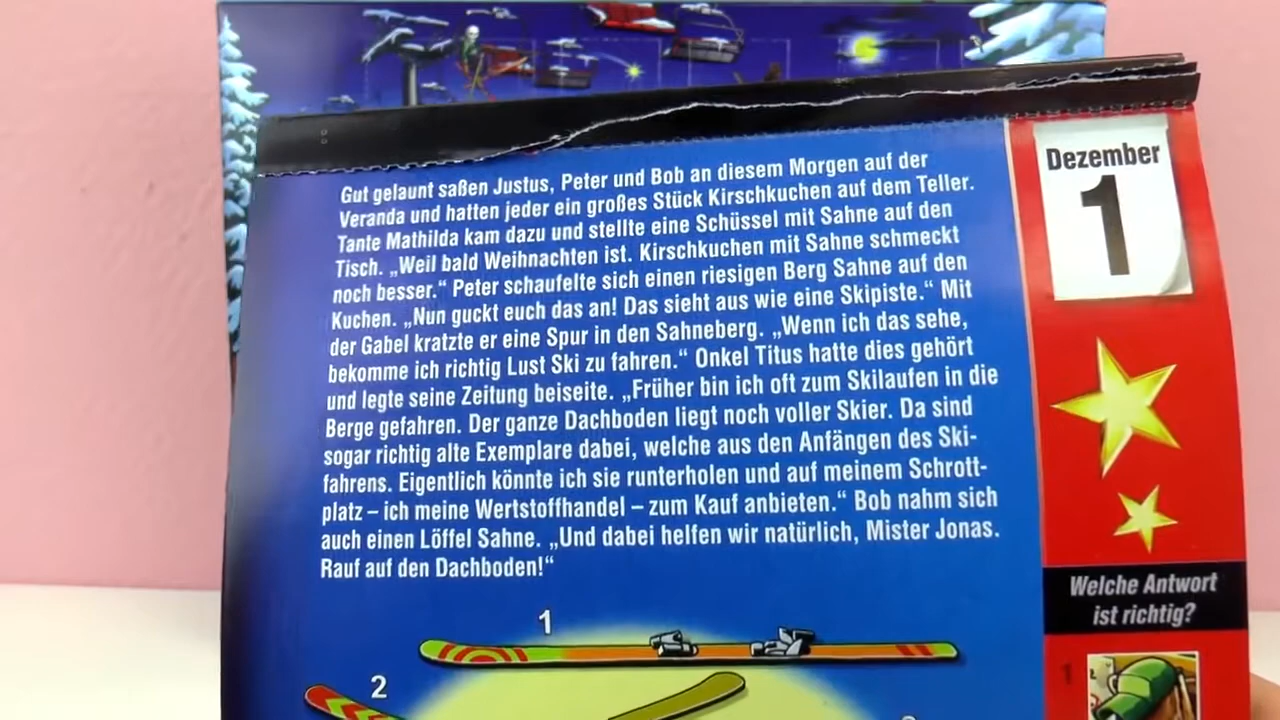 Gut gelaunt saßen Justus, Peter und Bob an diesem Morgen auf der
Veranda und hatten jeder ein großes Stück Kirschkuchen auf dem Teller.
Tante Mathilda kam dazu und stellte eine Schüssel mit Sahne auf den
Tisch. „Weil bald Weihnachten ist. Kirschkuchen mit Sahne schmeckt
noch besser.“ Peter schaufelte sich einen riesigen Berg Sahne auf den
Kuchen. „Nun guckt euch das an! Das sieht aus wie eine Skipiste.“ Mit
der Gabel kratzte er eine Spur in den Sahneberg. „Wenn ich das sehe,
bekomme ich richtig Lust Ski zu fahren.“ Onkel Titus hatte dies gehört
und legte seine Zeitung beiseite. „Früher bin ich oft zum Skilaufen in die
Berge gefahren. Der ganze Dachboden liegt noch voller Skier. Da sind
sogar richtig alte Exemplare dabei, welche aus den Anfängen des Ski-
fahrens. Eigentlich könnte ich sie runterholen und auf meinem Schrott-
platz – ich meine Wertstoffhandel – zum Kauf anbieten.“ Bob nahm sich
auch einen Löffel Sahne. „Und dabei helfen wir natürlich, Mister Jonas.
Rauf auf den Dachboden!“
1
2
Dezember
1
Welche Antwort
ist richtig?
1